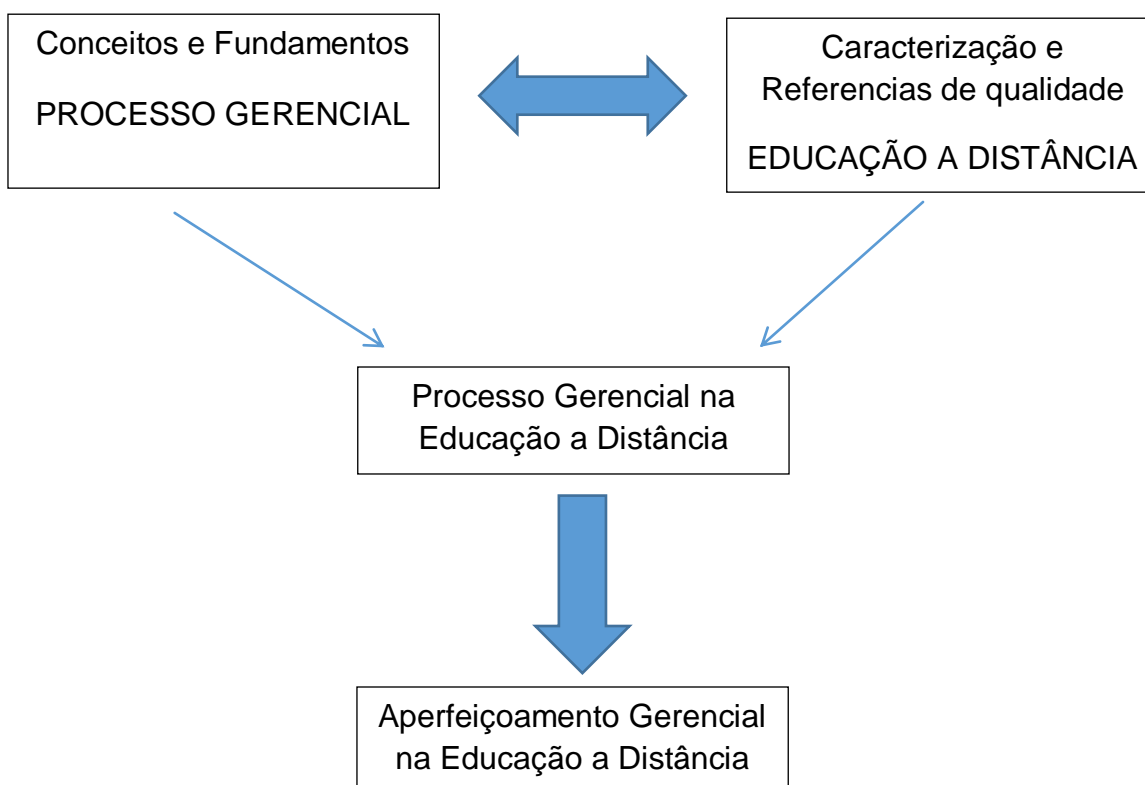 Conceitos e Fundamentos
PROCESSO GERENCIAL
Caracterização e
Referencias de qualidade
EDUCAÇÃO A DISTÂNCIA
Processo Gerencial na
Educação a Distância
Aperfeiçoamento Gerencial
na Educação a Distância